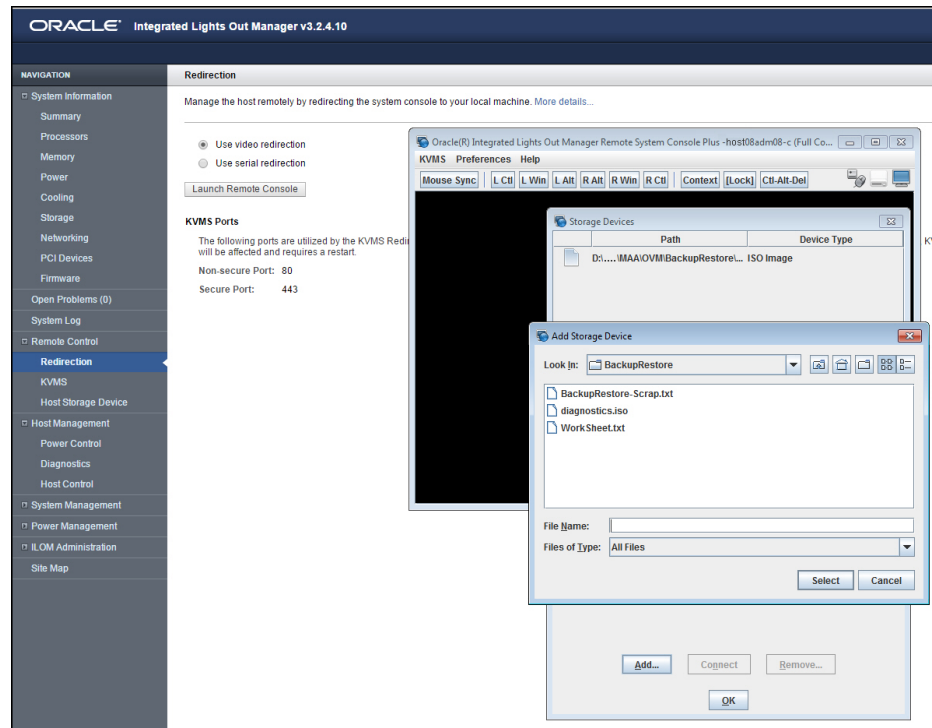 ORACLE® Integrated Lights Out Manager v3.2.4.10
NAVIGATION
System Information
Summary
Processors
Memory
Power
Cooling
Storage
Networking
PCI Devices
Firmware
Open Problems (0)
System Log
Remote Control
Redirection
KVMS
Host Storage Device
Host Management
Power Control
Diagnostics
Host Control
System Management
Power Management
ILOM Administration
Site Map
Redirection
Manage the host remotely by redirecting the system console to your local machine. More details...
Use video redirection
Use serial redirection
Launch Remote Console
KVMS Ports
The following ports are utilized by the KVMS Redi
will be affected and requires a restart.
Non-secure Port: 80
Secure Port: 443
Oracle(R) Integrated Lights Out Manager Remote System Console Plus -host08adm08-c (Full Co...
KVMS Preferences Help
Mouse Sync L Ctl L Win L Alt R Alt R Win R Ctl Context [Lock] Ctl-Alt-Del
Storage Devices
Path Device Type
D:\....\MAA\OVM\BackupRestore\... ISO Image
Add Storage Device
Look In: BackupRestore
BackupRestore-Scrap.txt
diagnostics.iso
WorkSheet.txt
File Name:
Files of Type: All Files
Select Cancel
Add... Connect Remove...
OK